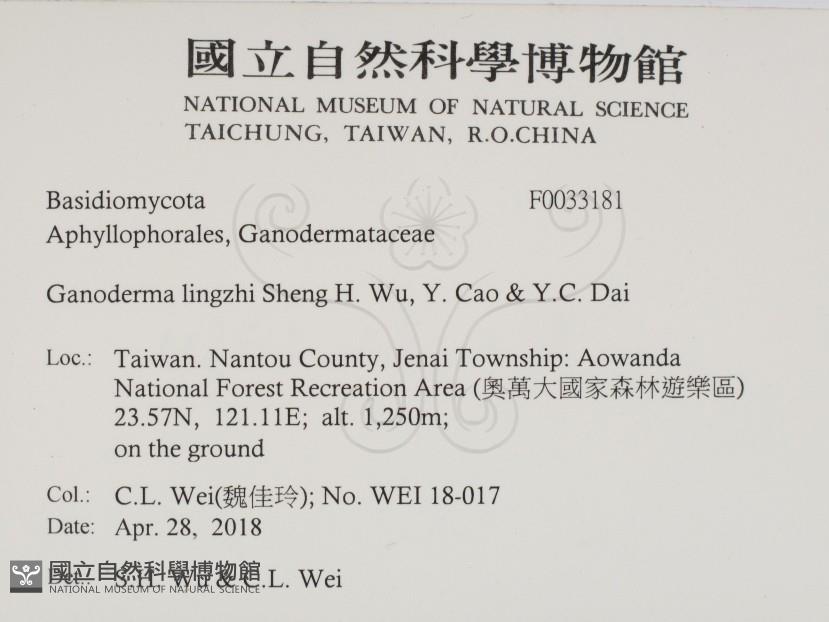 國立自然科學博物館
NATIONAL MUSEUM OF NATURAL SCIENCE
TAICHUNG, TAIWAN, R.O.CHINA
Basidiomycota F0033181
Aphyllophorales, Ganodermataceae
Ganoderma lingzhi Sheng H. Wu, Y. Cao & Y.C. Dai
Loc.: Taiwan. Nantou County, Jenai Township: Aowanda
National Forest Recreation Area (奧萬大國家森林遊樂區)
23.57N, 121.11E; alt. 1,250m;
on the ground
Col.: C.L. Wei(魏佳玲); No. WEI 18-017
Date: Apr. 28, 2018
Det.: S.H. Wu & C.L. Wei
國立自然科學博物館
NATIONAL MUSEUM OF NATURAL SCIENCE